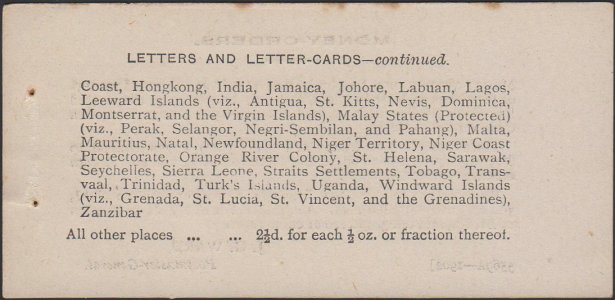 LETTERS AND LETTER-CARDS—continued.
Coast, Hongkong, India, Jamaica, Johore, Labuan, Lagos,
Leeward Islands (viz., Antigua, St. Kitts, Nevis, Dominica,
Montserrat, and the Virgin Islands), Malay States (Protected)
(viz., Perak, Selangor, Negri-Sembilan, and Pahang), Malta,
Mauritius, Natal, Newfoundland, Niger Territory, Niger Coast
Protectorate, Orange River Colony, St. Helena, Sarawak,
Seychelles, Sierra Leone, Straits Settlements, Tobago, Trans-
vaal, Trinidad, Turk's Islands, Uganda, Windward Islands
(viz., Grenada, St. Lucia, St. Vincent, and the Grenadines),
Zanzibar
All other places ... ... 2½d. for each ½ oz. or fraction thereof.